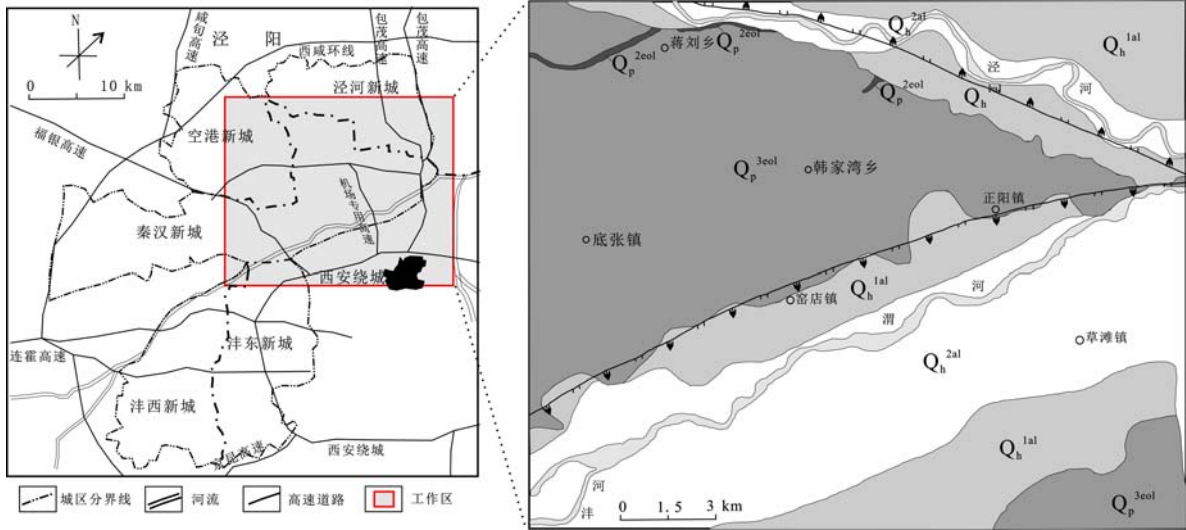 N
0 10 km
咸旬高速
泾 阳
包茂高速
包茂高速
西咸环线
泾河新城
空港新城
福银高速
机场专用高速
秦汉新城
西安绕城
沣东新城
连霍高速
沣西新城
京昆高速
西安绕城
城区分界线
河流
高速道路
工作区
Qh2al
Qh1al
蒋刘乡
Qp2eol
Qp2eol
Qp2eol
泾
河
Qh1al
Qp3eol
韩家湾乡
正阳镇
底张镇
窑店镇
Qh1al
渭
河
草滩镇
Qh2al
Qh1al
Qp3eol
河
沣
0 1.5 3 km